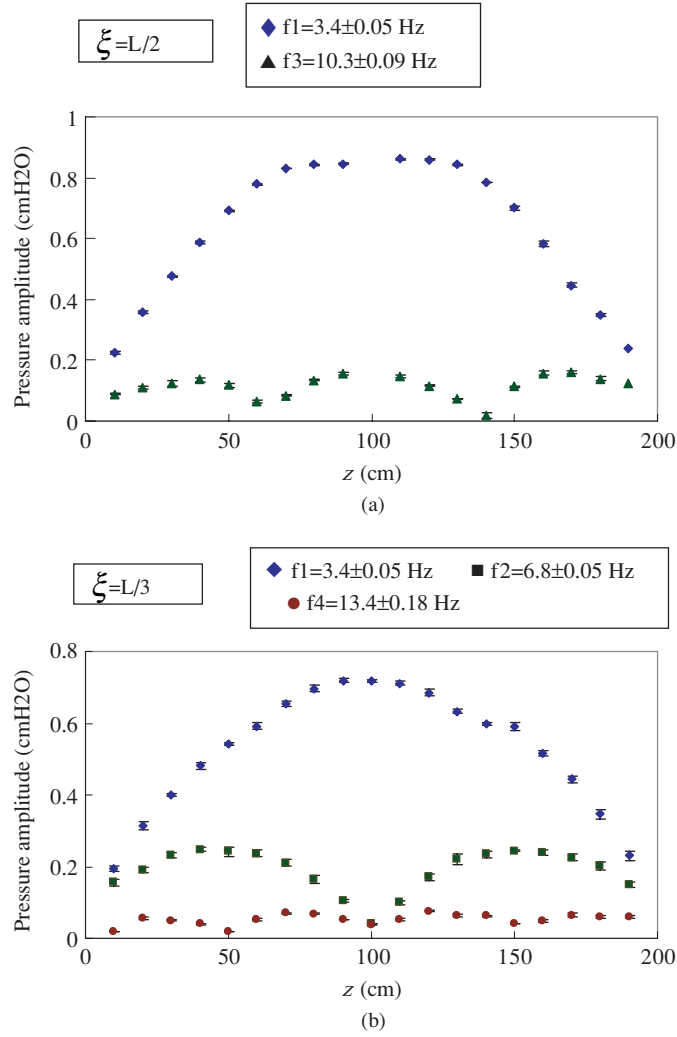 ξ=L/2
f1=3.4±0.05 Hz
f3=10.3±0.09 Hz
Pressure amplitude (cmH2O)
1
0.8
0.6
0.4
0.2
0
0 50 100 150 200
z (cm)
(a)
ξ=L/3
f1=3.4±0.05 Hz f2=6.8±0.05 Hz
f4=13.4±0.18 Hz
Pressure amplitude (cmH2O)
0.8
0.6
0.4
0.2
0
0 50 100 150 200
z (cm)
(b)